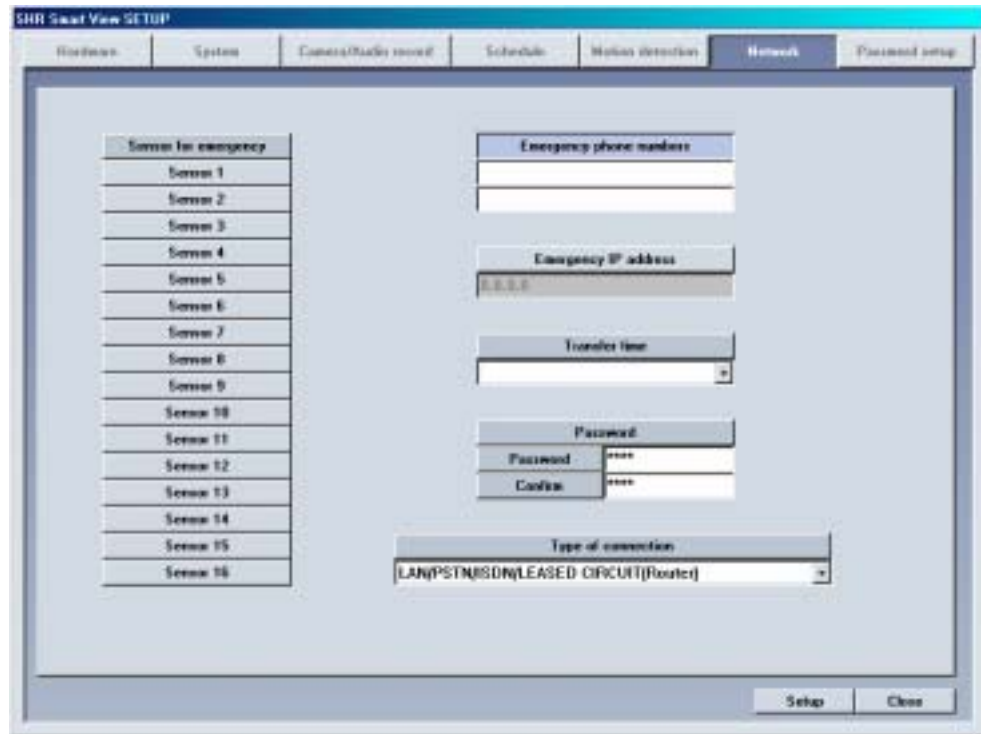 SHR Smart View SETUP
Hardware System Camera/Audio record Schedule Motion detection Network Password setup
Sensor for emergency
Sensor 1
Sensor 2
Sensor 3
Sensor 4
Sensor 5
Sensor 6
Sensor 7
Sensor 8
Sensor 9
Sensor 10
Sensor 11
Sensor 12
Sensor 13
Sensor 14
Sensor 15
Sensor 16
Emergency phone numbers
Emergency IP address
0.0.0.0
Transfer time
Password
Password ****
Confirm ****
Type of connection
LAN/PSTN/ISDN/LEASED CIRCUIT(Router)
Setup Close